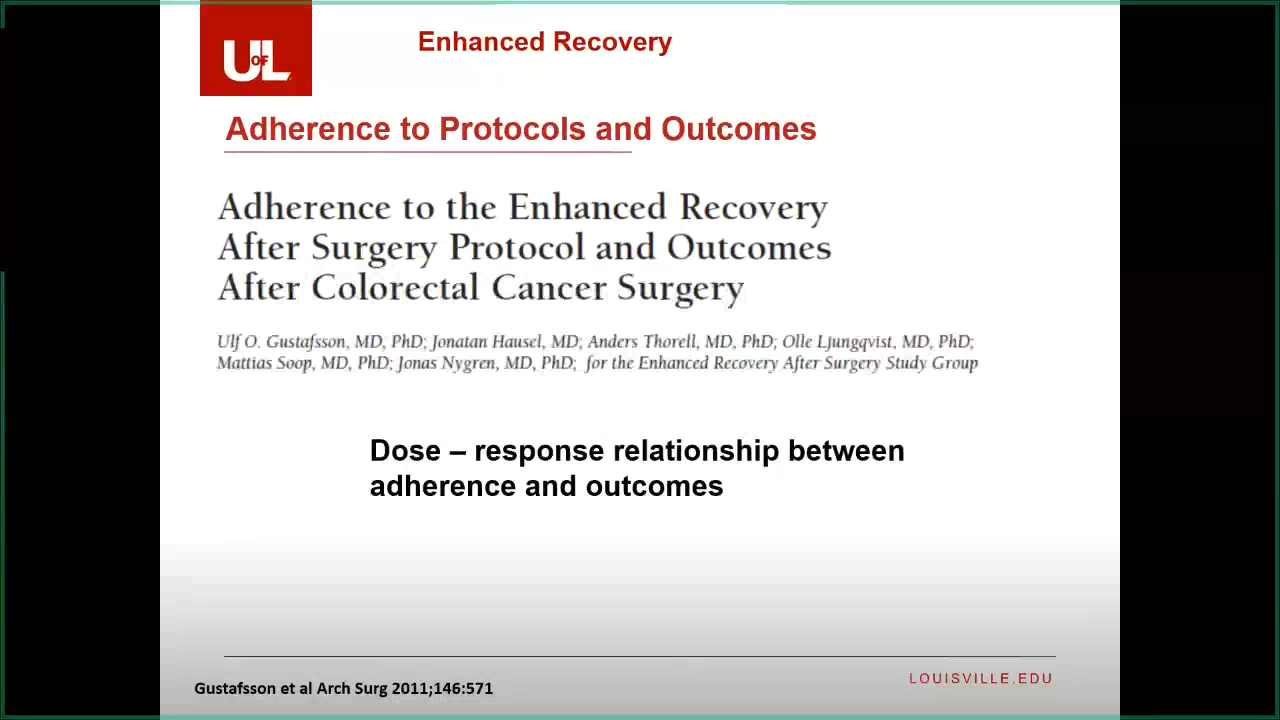 UofL
Enhanced Recovery
Adherence to Protocols and Outcomes
Adherence to the Enhanced Recovery
After Surgery Protocol and Outcomes
After Colorectal Cancer Surgery
Ulf O. Gustafsson, MD, PhD; Jonatan Hausel, MD; Anders Thorell, MD, PhD; Olle Ljungqvist, MD, PhD;
Mattias Soop, MD, PhD; Jonas Nygren, MD, PhD; for the Enhanced Recovery After Surgery Study Group
Dose – response relationship between
adherence and outcomes
LOUISVILLE.EDU
Gustafsson et al Arch Surg 2011;146:571